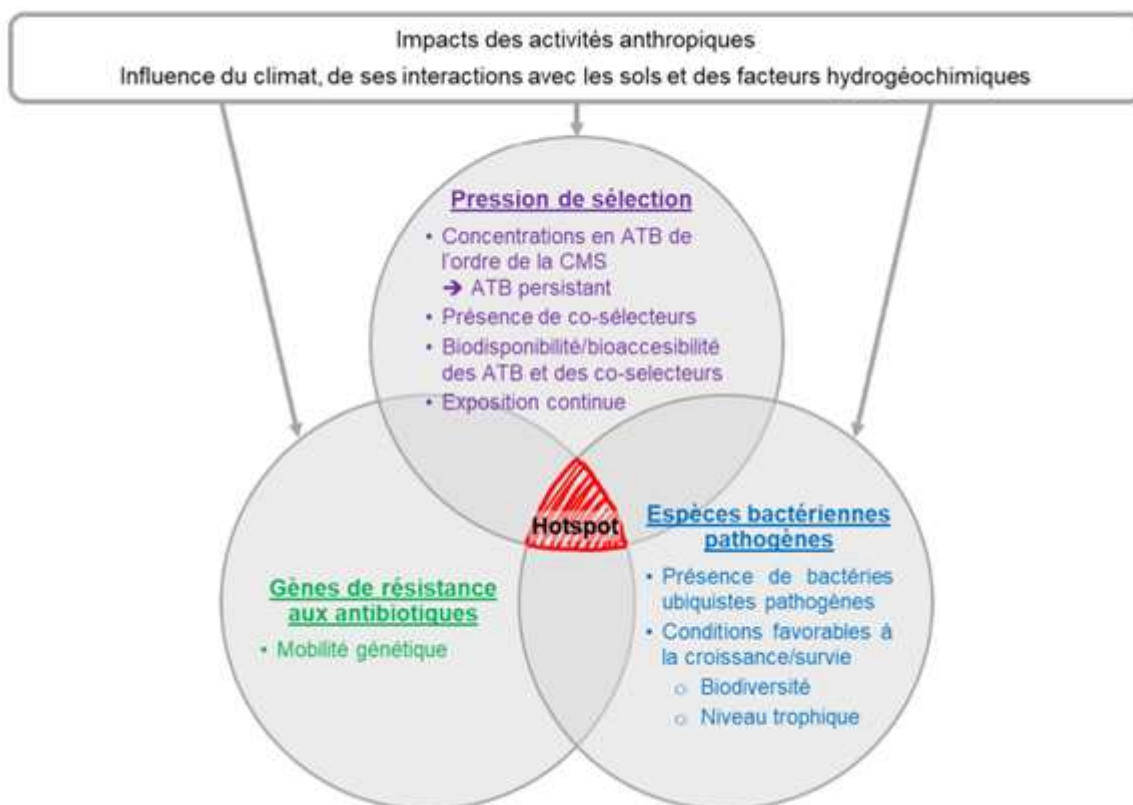 Impacts des activités anthropiques
Influence du climat, de ses interactions avec les sols et des facteurs hydrogéochimiques
Pression de sélection
• Concentrations en ATB de
l'ordre de la CMS
➔ ATB persistant
• Présence de co-sélecteurs
• Biodisponibilité/bioaccesibilité
des ATB et des co-selecteurs
• Exposition continue
Hotspot
Gènes de résistance
aux antibiotiques
• Mobilité génétique
Espèces bactériennes
pathogènes
• Présence de bactéries
ubiquistes pathogènes
• Conditions favorables à
la croissance/survie
o Biodiversité
o Niveau trophique